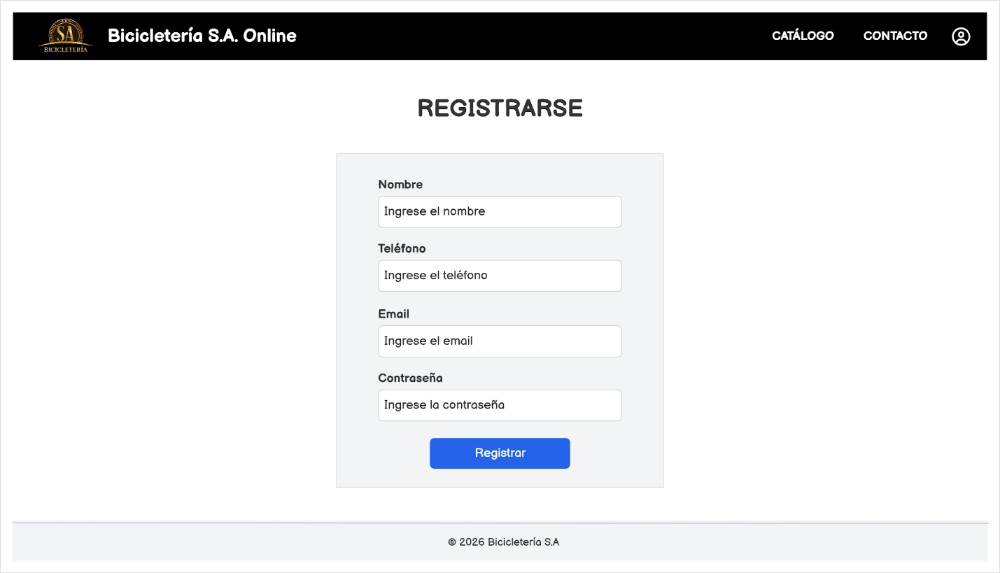 SA
BICICLETERÍA
Bicicletería S.A. Online
CATÁLOGO
CONTACTO
REGISTRARSE
Nombre
Ingrese el nombre
Teléfono
Ingrese el teléfono
Email
Ingrese el email
Contraseña
Ingrese la contraseña
Registrar
© 2026 Bicicletería S.A